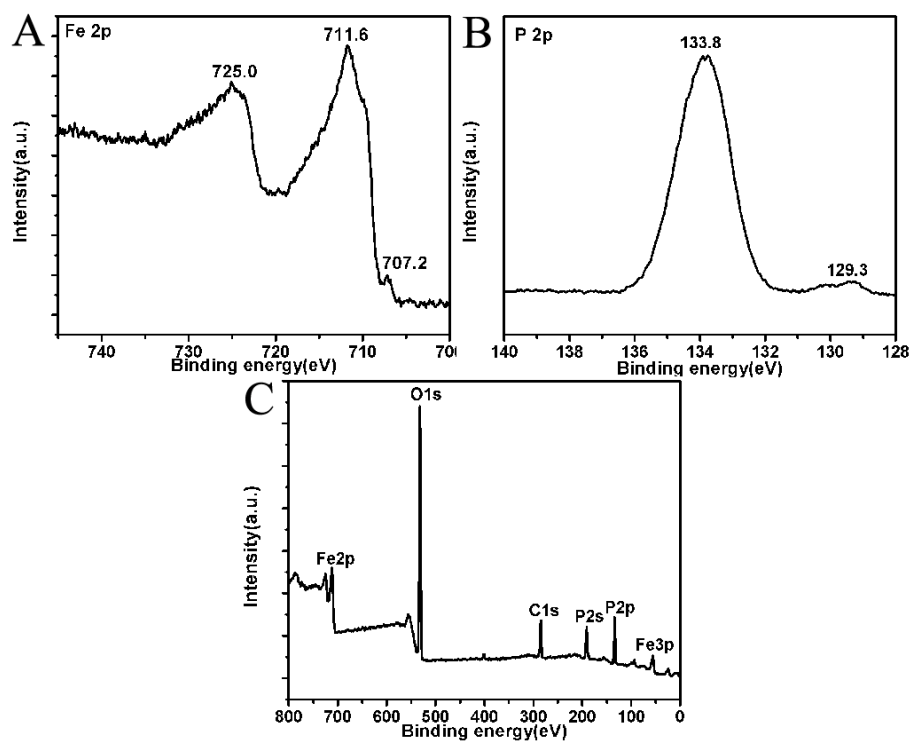 A
Fe 2p
711.6
725.0
707.2
Intensity(a.u.)
740 730 720 710 700
Binding energy(eV)
B
P 2p
133.8
129.3
Intensity(a.u.)
140 138 136 134 132 130 128
Binding energy(eV)
C
O1s
Fe2p
C1s
P2s
P2p
Fe3p
Intensity(a.u.)
800 700 600 500 400 300 200 100 0
Binding energy(eV)